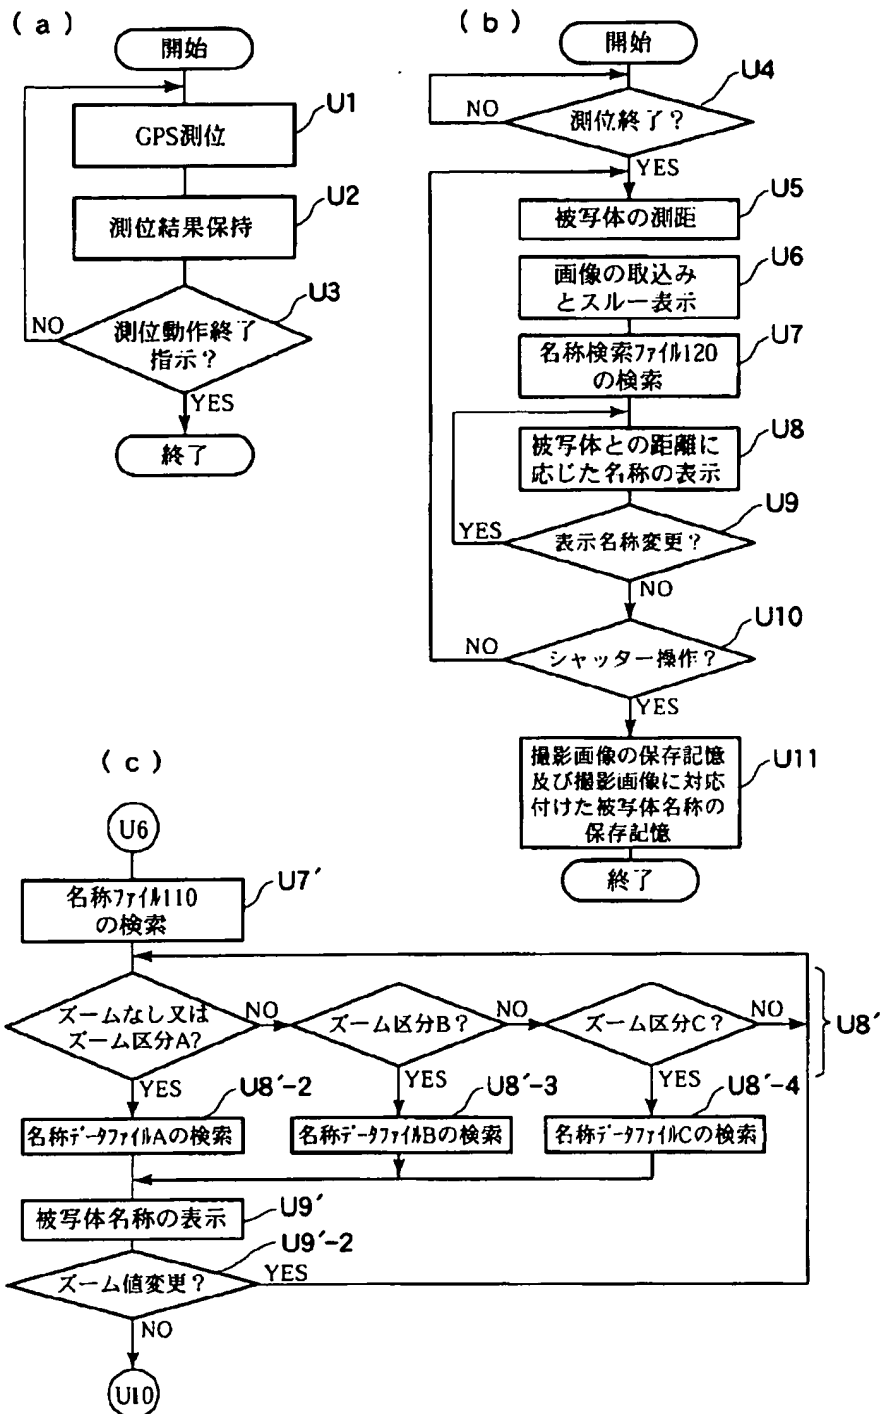 (a)
開始
U1
GPS測位
U2
測位結果保持
U3
測位動作終了
指示?
NO
YES
終了
(b)
開始
U4
NO
測位終了?
YES
U5
被写体の測距
U6
画像の取込み
とスルー表示
U7
名称検索ファイル120
の検索
U8
被写体との距離に
応じた名称の表示
U9
YES
表示名称変更?
NO
U10
NO
シャッター操作?
YES
U11
撮影画像の保存記憶
及び撮影画像に対応
付けた被写体名称の
保存記憶
終了
(c)
U6
U7′
名称ファイル110
の検索
ズームなし又は
ズーム区分A?
NO
ズーム区分B?
NO
ズーム区分C?
NO
U8′
YES
U8′-2
YES
U8′-3
YES
U8′-4
名称データファイルAの検索
名称データファイルBの検索
名称データファイルCの検索
U9′
被写体名称の表示
U9′-2
ズーム値変更?
YES
NO
U10